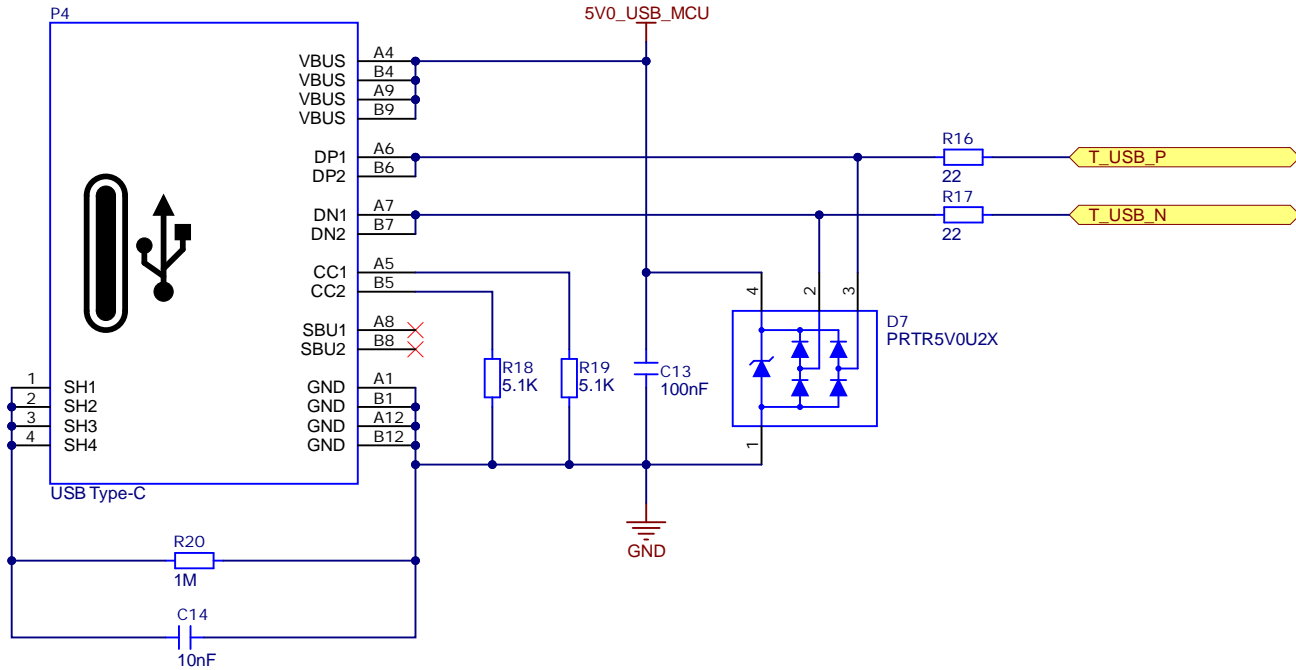 P4
5V0_USB_MCU
VBUS A4
VBUS B4
VBUS A9
VBUS B9
DP1 A6
DP2 B6
R16
22
T_USB_P
DN1 A7
DN2 B7
R17
22
T_USB_N
CC1 A5
CC2 B5
4 2 3
D7
PRTR5V0U2X
SBU1 A8
SBU2 B8
R18
5.1K
R19
5.1K
C13
100nF
1 SH1
2 SH2
3 SH3
4 SH4
GND A1
GND B1
GND A12
GND B12
1
USB Type-C
GND
R20
1M
C14
10nF